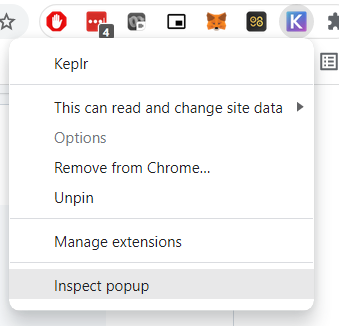 4
K
Keplr
This can read and change site data
Options
Remove from Chrome...
Unpin
Manage extensions
Inspect popup